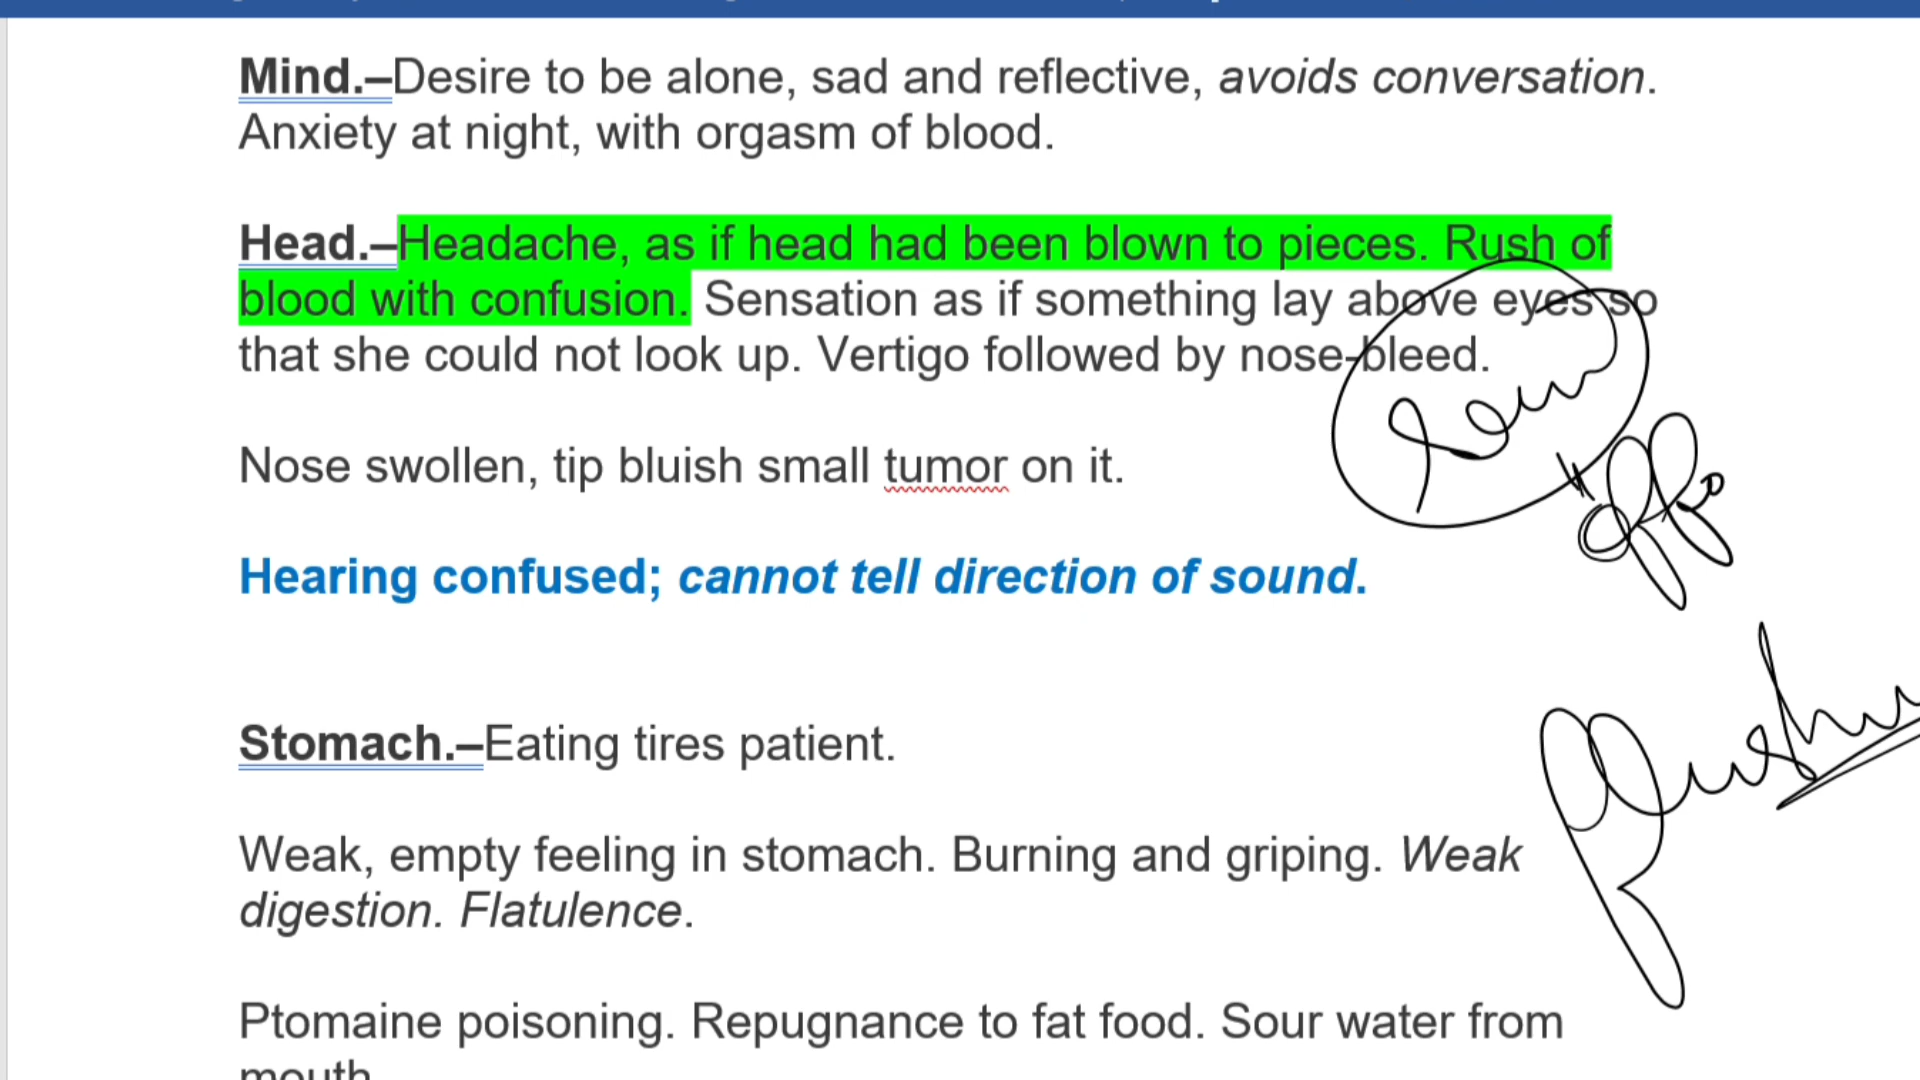 Mind.–Desire to be alone, sad and reflective, avoids conversation.
Anxiety at night, with orgasm of blood.
Head.–Headache, as if head had been blown to pieces. Rush of
blood with confusion. Sensation as if something lay above eyes so
that she could not look up. Vertigo followed by nose-bleed.
Nose swollen, tip bluish small tumor on it.
Hearing confused; cannot tell direction of sound.
Stomach.–Eating tires patient.
Weak, empty feeling in stomach. Burning and griping. Weak
digestion. Flatulence.
Ptomaine poisoning. Repugnance to fat food. Sour water from
mouth